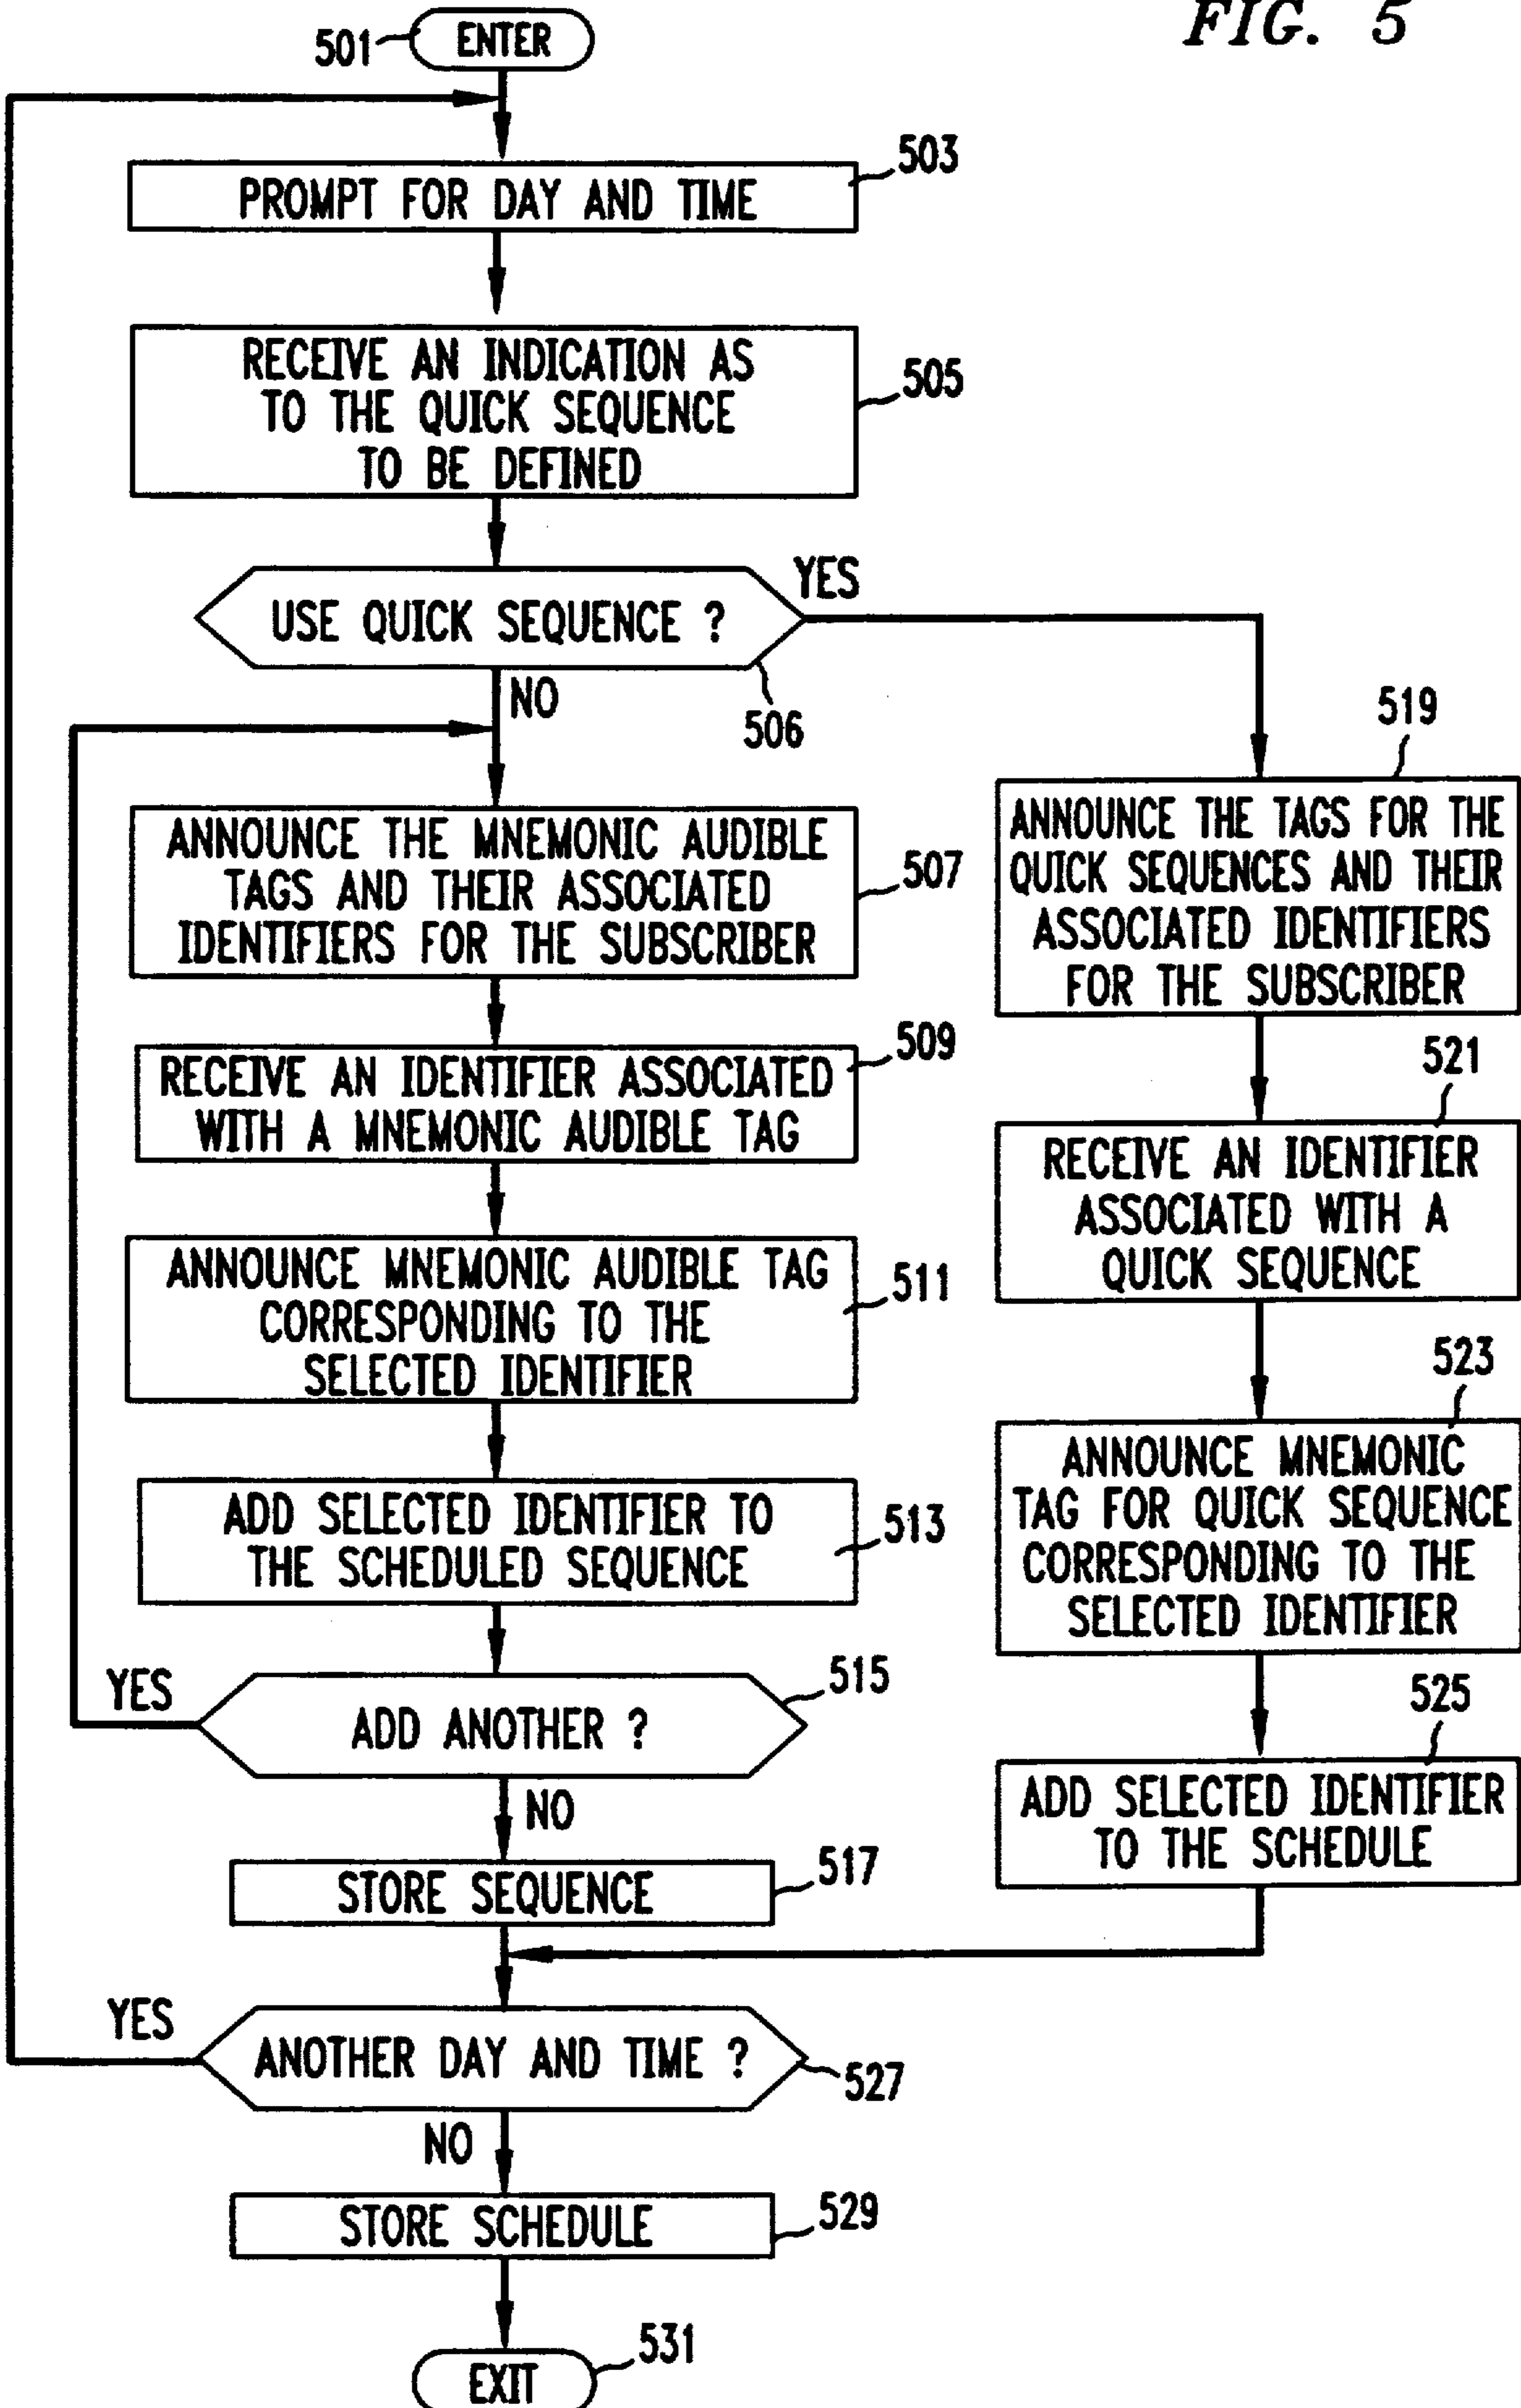 FIG. 5
501
ENTER
503
PROMPT FOR DAY AND TIME
505
RECEIVE AN INDICATION AS
TO THE QUICK SEQUENCE
TO BE DEFINED
YES
USE QUICK SEQUENCE ?
506
NO
507
ANNOUNCE THE MNEMONIC AUDIBLE
TAGS AND THEIR ASSOCIATED
IDENTIFIERS FOR THE SUBSCRIBER
509
RECEIVE AN IDENTIFIER ASSOCIATED
WITH A MNEMONIC AUDIBLE TAG
511
ANNOUNCE MNEMONIC AUDIBLE TAG
CORRESPONDING TO THE
SELECTED IDENTIFIER
513
ADD SELECTED IDENTIFIER TO
THE SCHEDULED SEQUENCE
515
YES
ADD ANOTHER ?
NO
517
STORE SEQUENCE
519
ANNOUNCE THE TAGS FOR THE
QUICK SEQUENCES AND THEIR
ASSOCIATED IDENTIFIERS
FOR THE SUBSCRIBER
521
RECEIVE AN IDENTIFIER
ASSOCIATED WITH A
QUICK SEQUENCE
523
ANNOUNCE MNEMONIC
TAG FOR QUICK SEQUENCE
CORRESPONDING TO THE
SELECTED IDENTIFIER
525
ADD SELECTED IDENTIFIER
TO THE SCHEDULE
YES
ANOTHER DAY AND TIME ?
527
NO
529
STORE SCHEDULE
531
EXIT